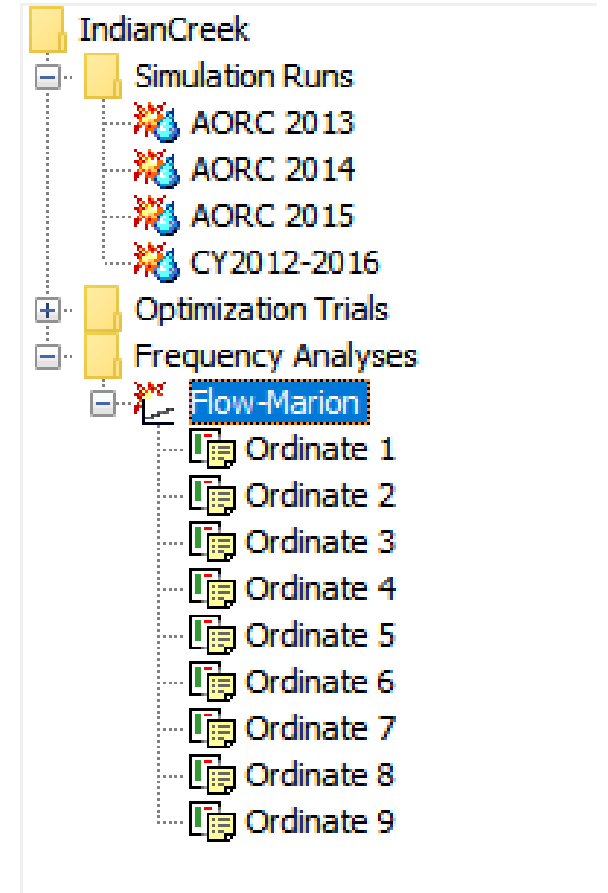 IndianCreek
Simulation Runs
AORC 2013
AORC 2014
AORC 2015
CY2012-2016
Optimization Trials
Frequency Analyses
Flow-Marion
Ordinate 1
Ordinate 2
Ordinate 3
Ordinate 4
Ordinate 5
Ordinate 6
Ordinate 7
Ordinate 8
Ordinate 9